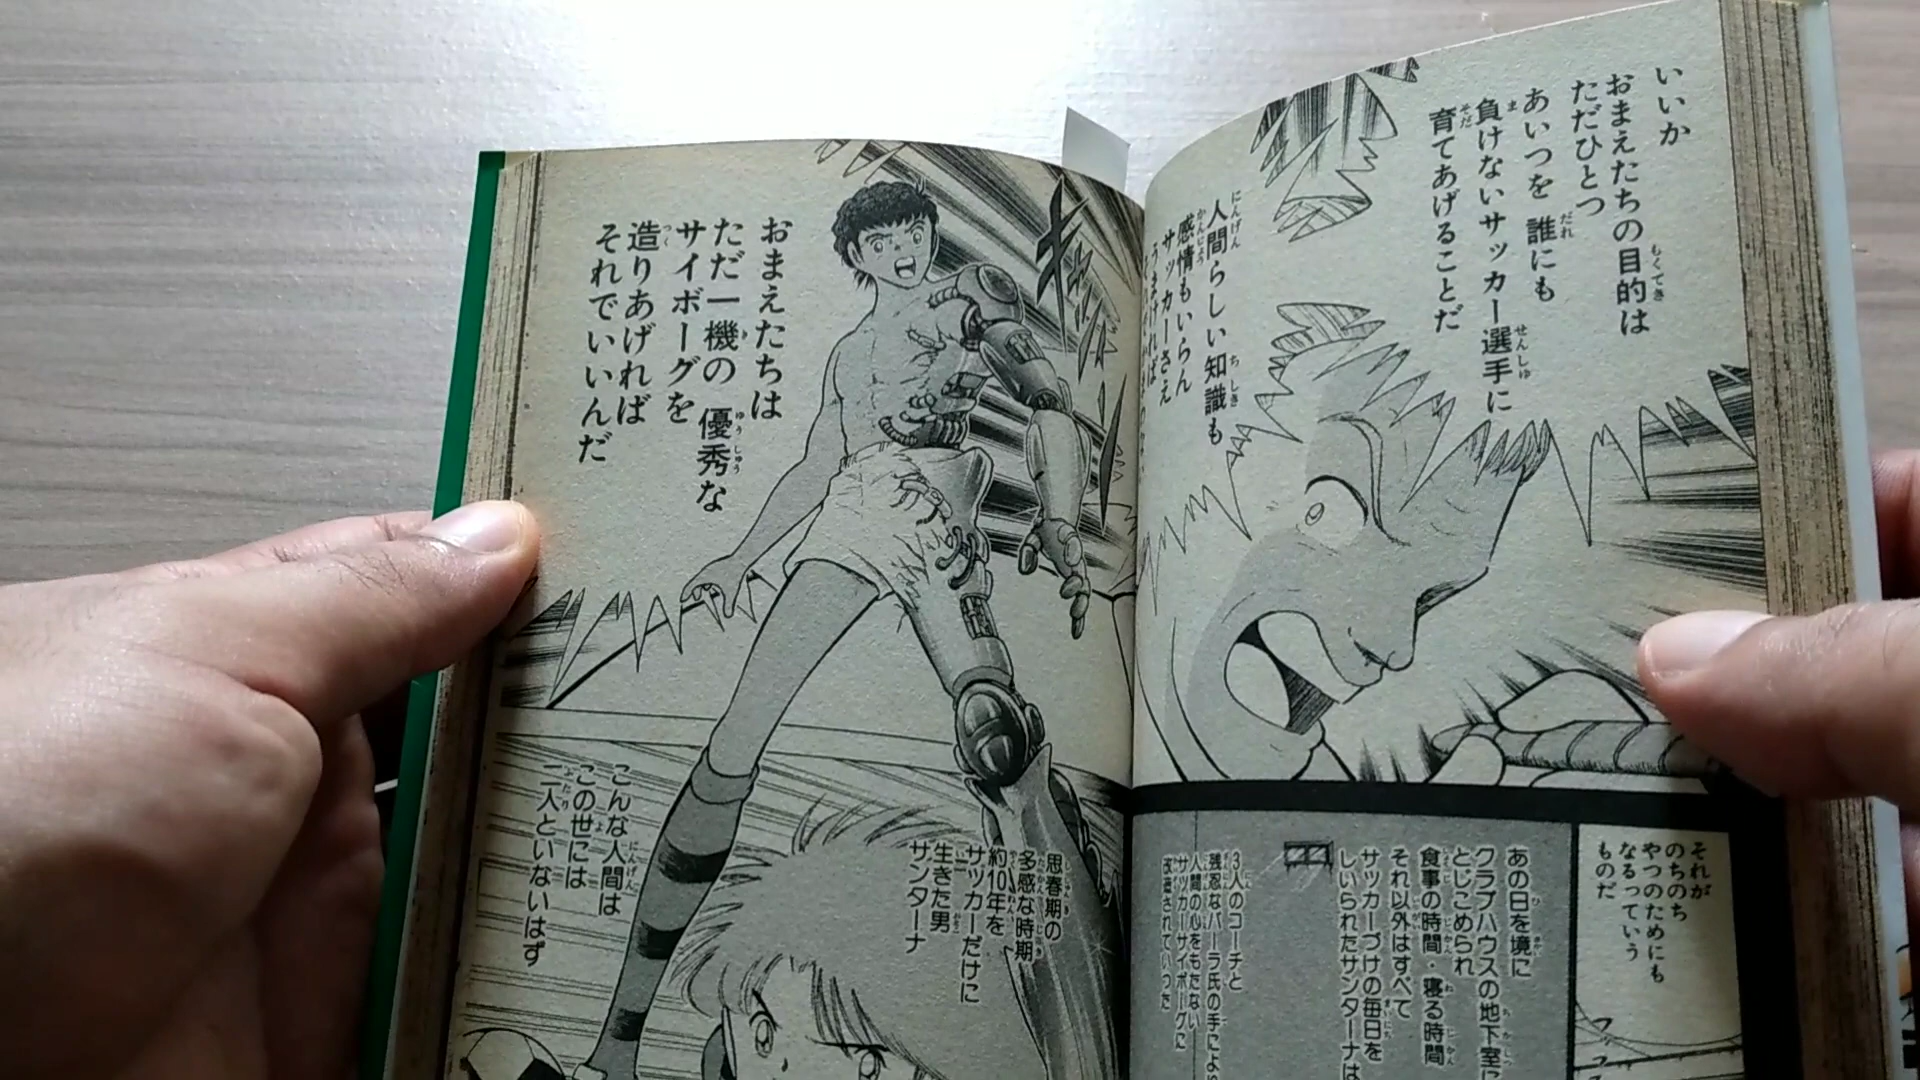 いいか
おまえたちの目的は
ただひとつ
あいつを 誰にも
負けないサッカー選手に
育てあげることだ
人間らしい知識も
感情もいらん
サッカーさえ
うまければ
それが
のちのち
やつのためにも
なるっていう
ものだ
あの日を境に
クラブハウスの地下室に
とじこめられ
食事の時間・寝る時間
それ以外はすべて
サッカーづけの毎日を
しいられたサンターナは
3人のコーチと
残忍なバーラ氏の手によ
人間の心をもたない
サッカーサイボーグに
改造されていった
おまえたちは
ただ一機の 優秀な
サイボーグを
造りあげれば
それでいいんだ
思春期の
多感な時期
約10年を
サッカーだけに
生きた男
サンターナ
こんな人間は
この世には
二人といないはず